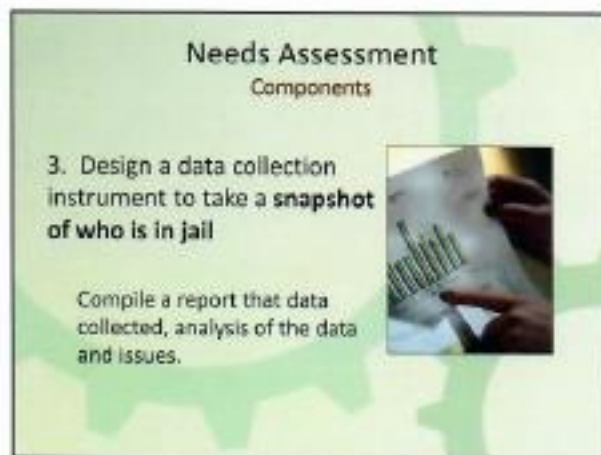 Needs Assessment
Components
3. Design a data collection
instrument to take a snapshot
of who is in jail
Compile a report that data
collected, analysis of the data
and issues.